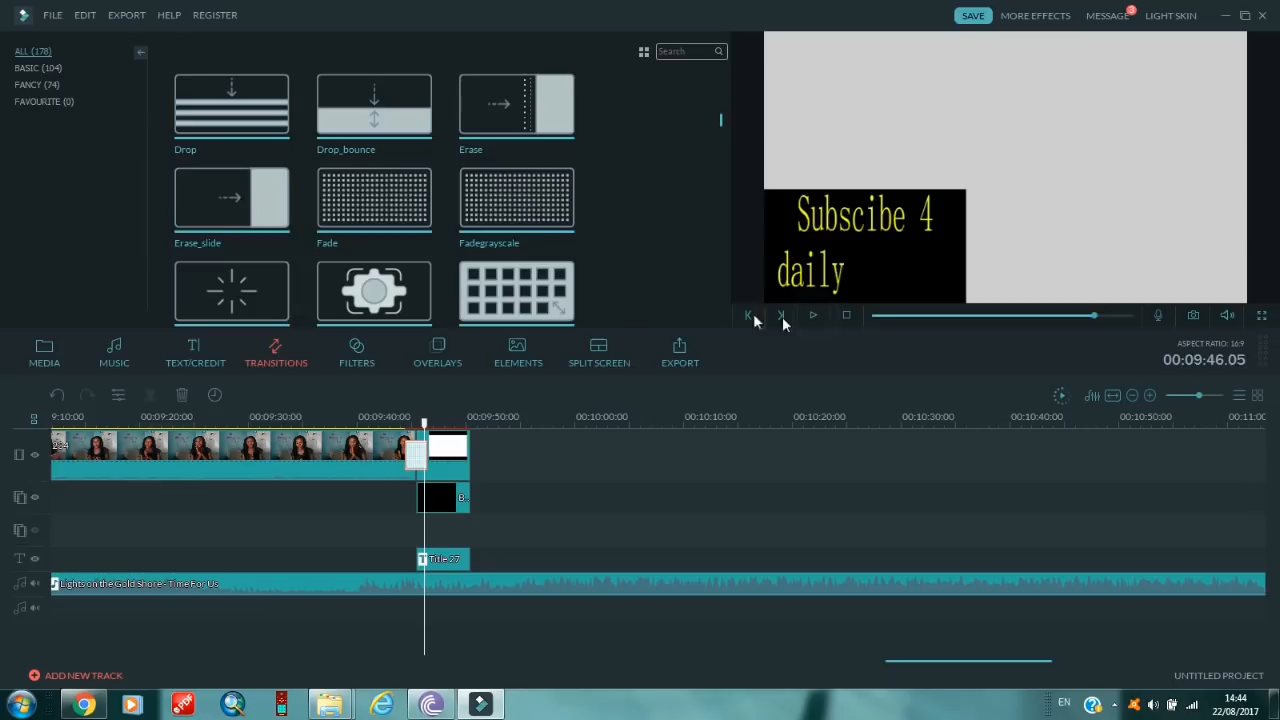 FILE EDIT EXPORT HELP REGISTER
SAVE MORE EFFECTS MESSAGE 3 LIGHT SKIN
ALL (178)
BASIC (104)
FANCY (74)
FAVOURITE (0)
Search
Drop Drop_bounce Erase
Erase_slide Fade Fadegrayscale
Subscibe 4
daily
MEDIA MUSIC TEXT/CREDIT TRANSITIONS FILTERS OVERLAYS ELEMENTS SPLIT SCREEN EXPORT
ASPECT RATIO: 16:9
00:09:46.05
9:10:00 00:09:20:00 00:09:30:00 00:09:40:00 00:09:50:00 00:10:00:00 00:10:10:00 00:10:20:00 00:10:30:00 00:10:40:00 00:10:50:00 00:11:0
B..
T Title 27
Lights on the Gold Shore - Time For Us
ADD NEW TRACK
UNTITLED PROJECT
PDF
EN
14:44
22/08/2017